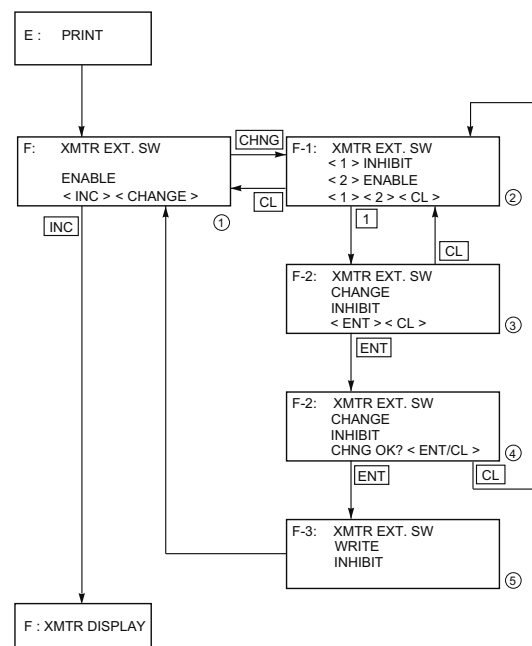 E : PRINT
F: XMTR EXT. SW
ENABLE
< INC > < CHANGE >
①
CHNG
CL
INC
F-1: XMTR EXT. SW
< 1 > INHIBIT
< 2 > ENABLE
< 1 > < 2 > < CL >
②
1
CL
F-2: XMTR EXT. SW
CHANGE
INHIBIT
< ENT > < CL >
③
ENT
F-2: XMTR EXT. SW
CHANGE
INHIBIT
CHNG OK? < ENT/CL >
④
ENT
CL
F-3: XMTR EXT. SW
WRITE
INHIBIT
⑤
F : XMTR DISPLAY